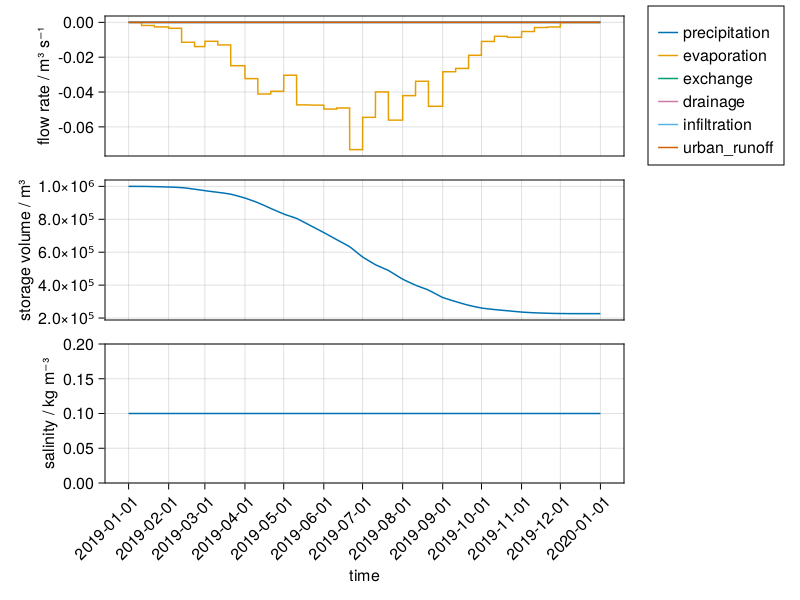 flow rate / m³ s⁻¹
0.00
-0.02
-0.04
-0.06
precipitation
evaporation
exchange
drainage
infiltration
urban_runoff
storage volume / m³
1.0×10⁶
8.0×10⁵
6.0×10⁵
4.0×10⁵
2.0×10⁵
salinity / kg m⁻³
0.20
0.15
0.10
0.05
0.00
2019-01-01
2019-02-01
2019-03-01
2019-04-01
2019-05-01
2019-06-01
2019-07-01
2019-08-01
2019-09-01
2019-10-01
2019-11-01
2019-12-01
2020-01-01
time